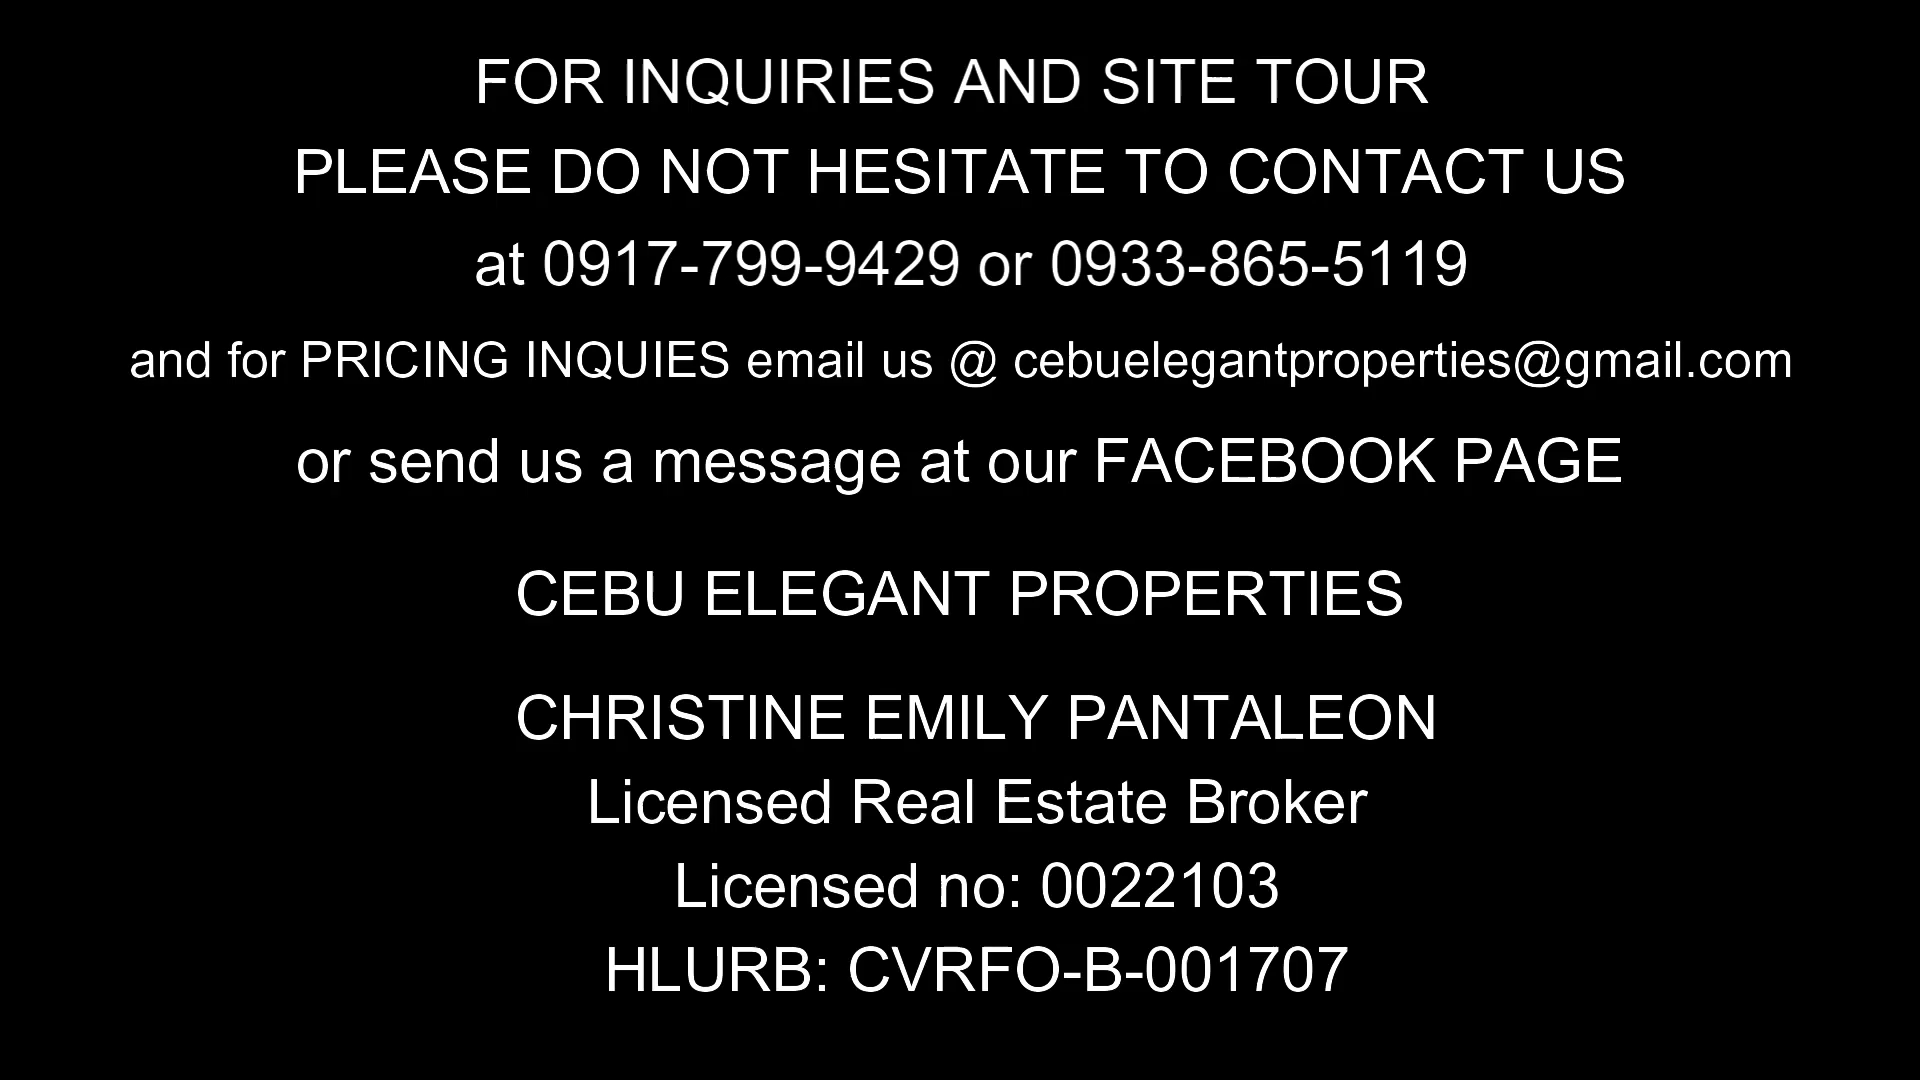 FOR INQUIRIES AND SITE TOUR
PLEASE DO NOT HESITATE TO CONTACT US
at 0917-799-9429 or 0933-865-5119
and for PRICING INQUIES email us @ cebuelegantproperties@gmail.com
or send us a message at our FACEBOOK PAGE
CEBU ELEGANT PROPERTIES
CHRISTINE EMILY PANTALEON
Licensed Real Estate Broker
Licensed no: 0022103
HLURB: CVRFO-B-001707